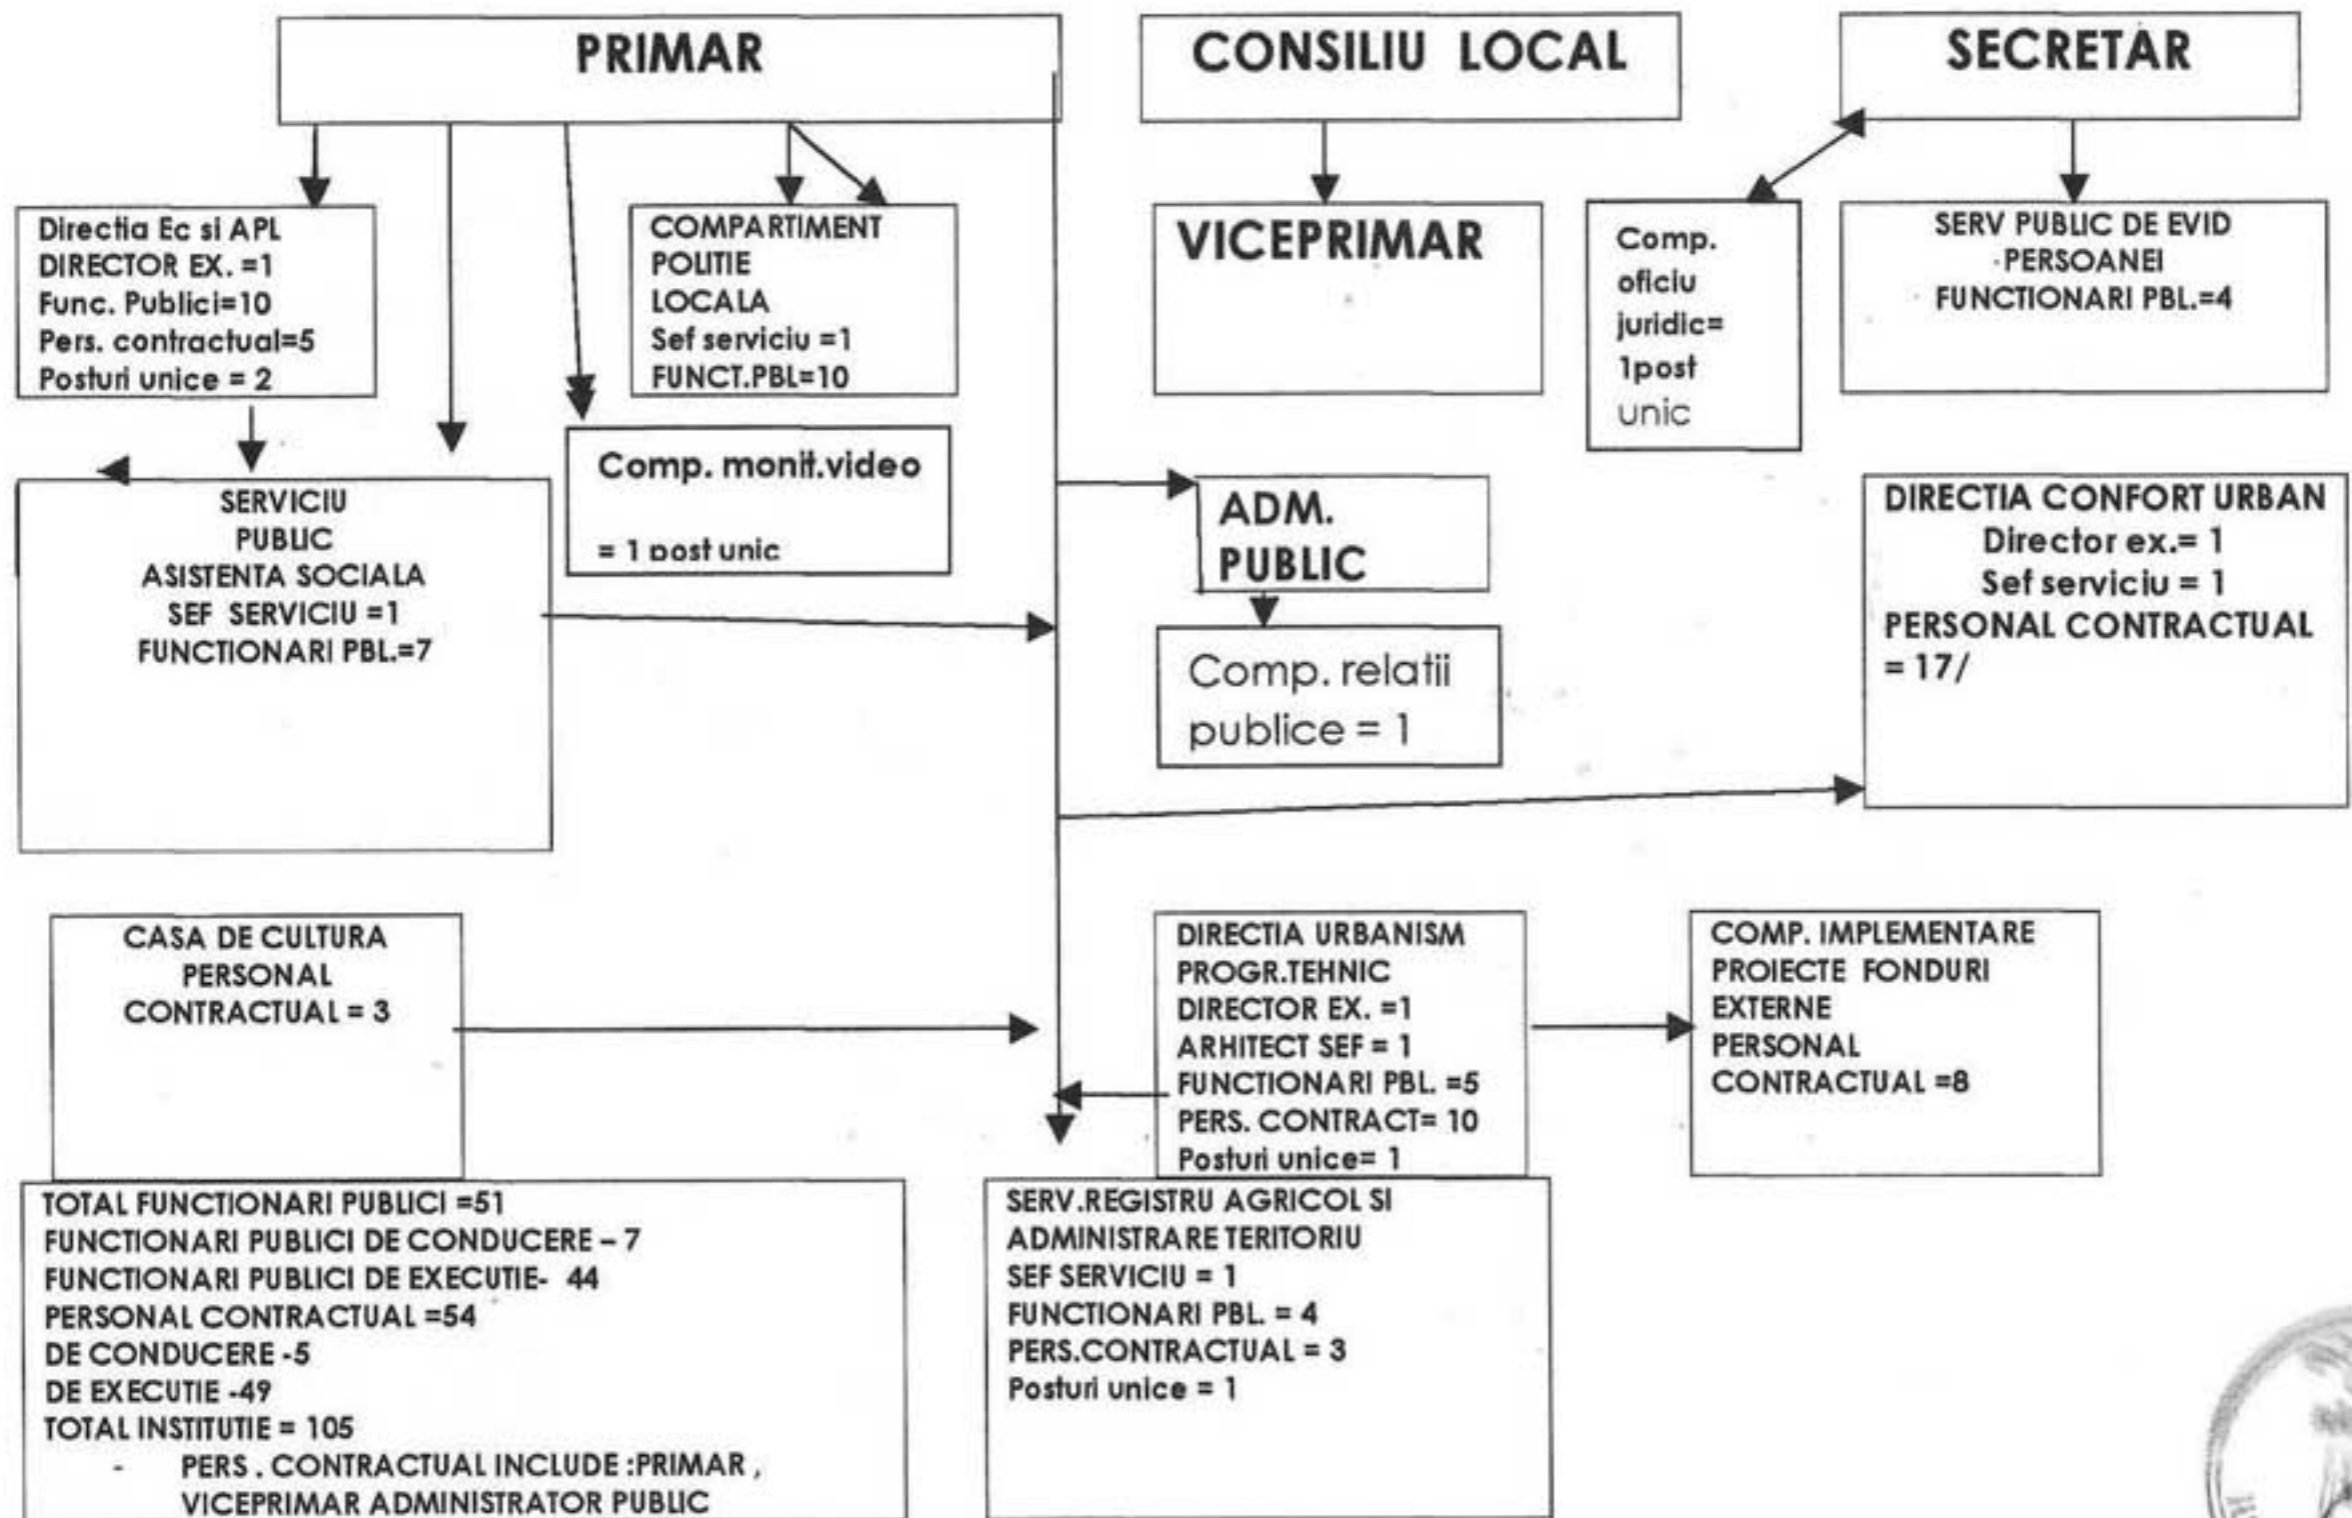 PRIMAR
CONSILIU LOCAL
SECRETAR
Directia Ec si APL
DIRECTOR EX. =1
Func. Publici=10
Pers. contractual=5
Posturi unice = 2
COMPARTIMENT
POLITIE
LOCALA
Sef serviciu =1
FUNCT.PBL=10
VICEPRIMAR
Comp.
oficiu
juridic=
1post
unic
SERV PUBLIC DE EVID
PERSOANEI
FUNCTIONARI PBL.=4
SERVICIU
PUBLIC
ASISTENTA SOCIALA
SEF SERVICIU =1
FUNCTIONARI PBL.=7
Comp. monit.video
= 1 post unic
ADM.
PUBLIC
Comp. relatii
publice = 1
DIRECTIA CONFORT URBAN
Director ex.= 1
Sef serviciu = 1
PERSONAL CONTRACTUAL
= 17/
CASA DE CULTURA
PERSONAL
CONTRACTUAL = 3
DIRECTIA URBANISM
PROGR.TEHNIC
DIRECTOR EX. =1
ARHITECT SEF = 1
FUNCTIONARI PBL. =5
PERS. CONTRACT= 10
Posturi unice= 1
COMP. IMPLEMENTARE
PROIECTE FONDURI
EXTERNE
PERSONAL
CONTRACTUAL =8
TOTAL FUNCTIONARI PUBLICI =51
FUNCTIONARI PUBLICI DE CONDUCERE – 7
FUNCTIONARI PUBLICI DE EXECUTIE- 44
PERSONAL CONTRACTUAL =54
DE CONDUCERE -5
DE EXECUTIE -49
TOTAL INSTITUTIE = 105
- PERS . CONTRACTUAL INCLUDE :PRIMAR ,
VICEPRIMAR ADMINISTRATOR PUBLIC
SERV.REGISTRU AGRICOL SI
ADMINISTRARE TERITORIU
SEF SERVICIU = 1
FUNCTIONARI PBL. = 4
PERS.CONTRACTUAL = 3
Posturi unice = 1